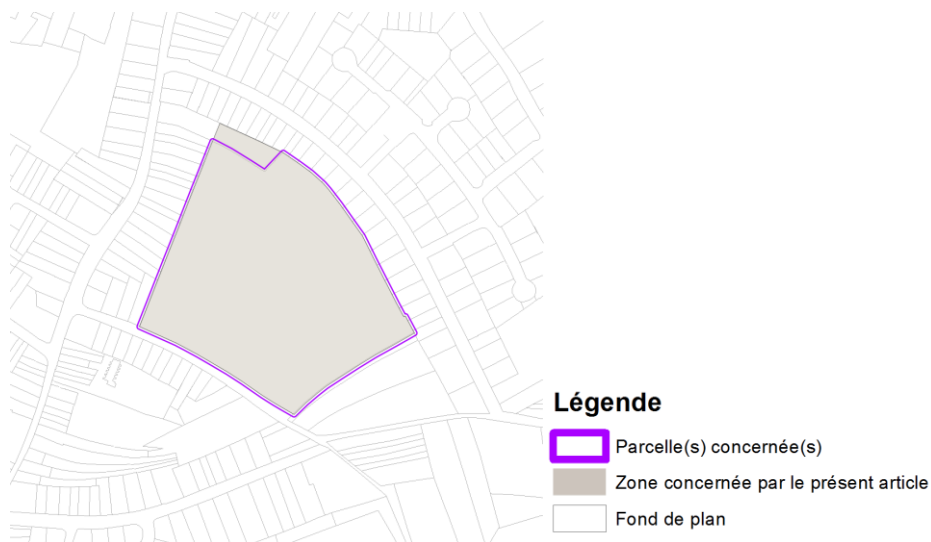 Légende
Parcelle(s) concernée(s)
Zone concernée par le présent article
Fond de plan